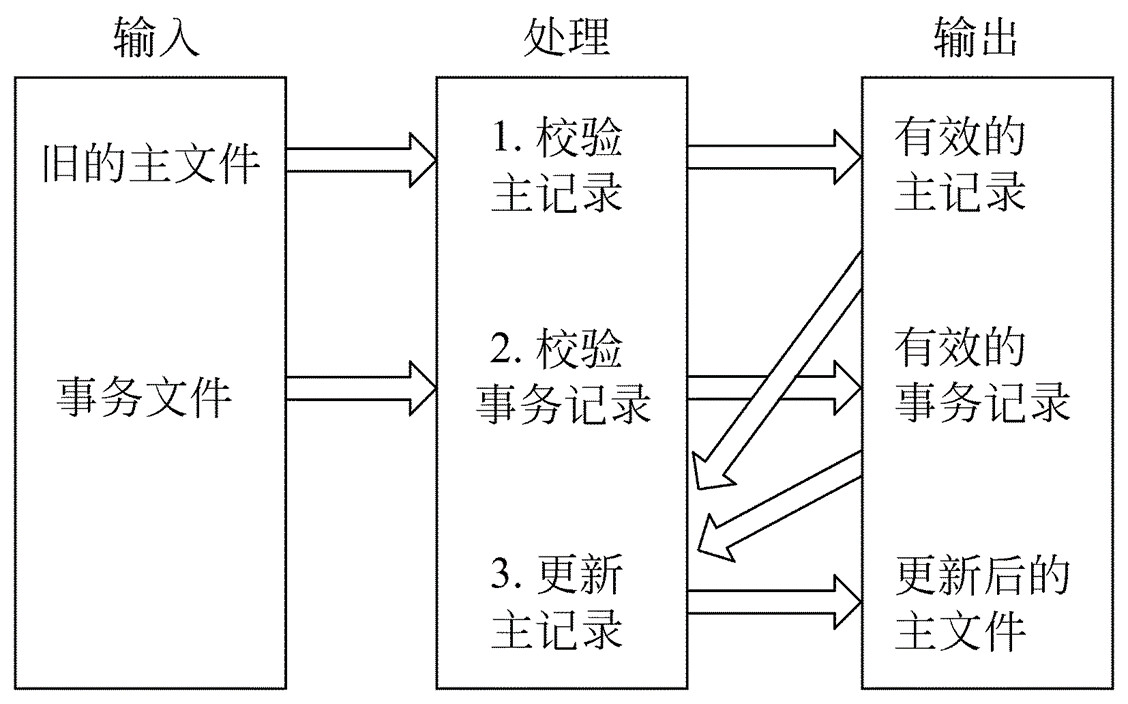 输入
处理
输出
旧的主文件
1. 校验
主记录
有效的
主记录
事务文件
2. 校验
事务记录
有效的
事务记录
3. 更新
主记录
更新后的
主文件